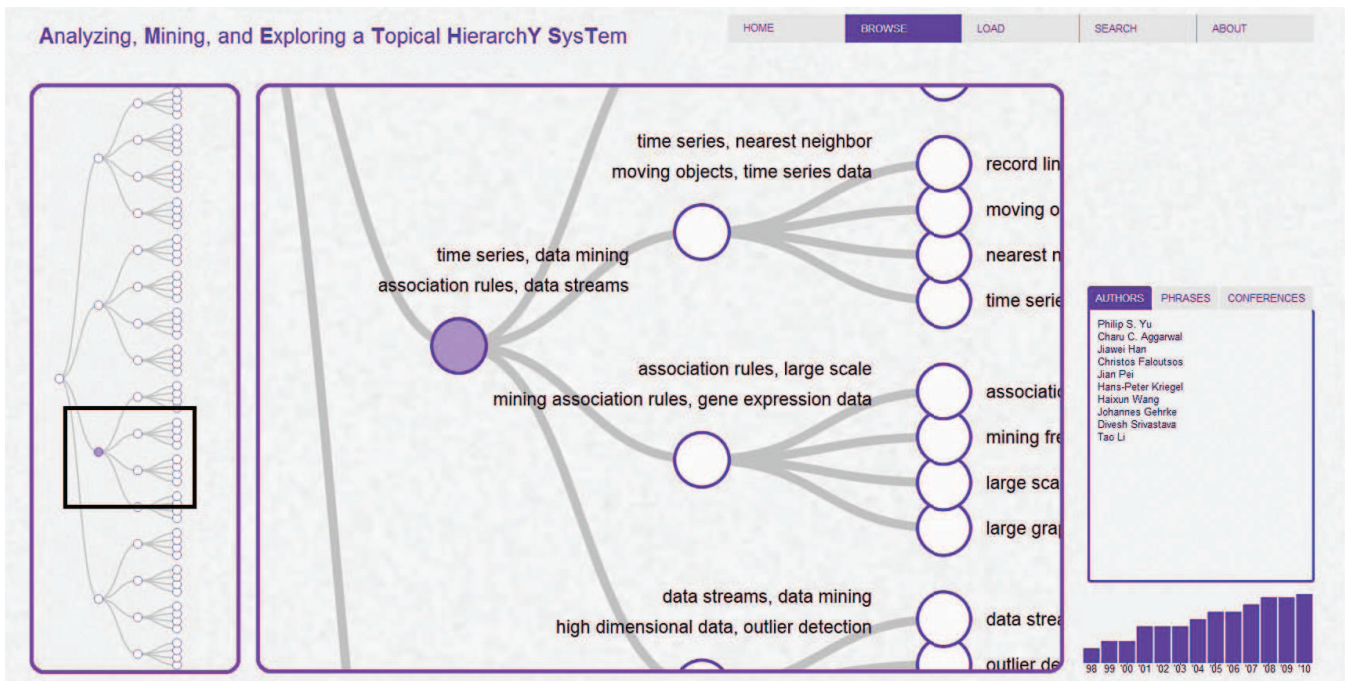 Analyzing, Mining, and Exploring a Topical HierarchY SysTem
HOME BROWSE LOAD SEARCH ABOUT
time series, nearest neighbor
moving objects, time series data
record lin
moving o
nearest n
time serie
time series, data mining
association rules, data streams
association rules, large scale
mining association rules, gene expression data
associatio
mining fre
large sca
large grap
data streams, data mining
high dimensional data, outlier detection
data strea
outlier de
AUTHORS PHRASES CONFERENCES
Philip S. Yu
Charu C. Aggarwal
Jiawei Han
Christos Faloutsos
Jian Pei
Hans-Peter Kriegel
Haixun Wang
Johannes Gehrke
Divesh Srivastava
Tao Li
98 99 '00 '01 '02 '03 '04 '05 '06 '07 '08 '09 '10